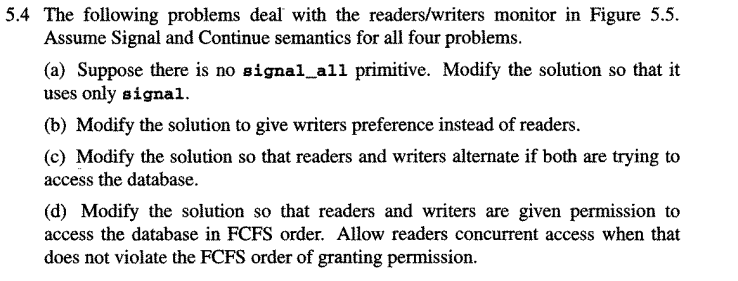 5.4 The following problems deal with the readers/writers monitor in Figure 5.5.
Assume Signal and Continue semantics for all four problems.
(a) Suppose there is no signal_all primitive. Modify the solution so that it
uses only signal.
(b) Modify the solution to give writers preference instead of readers.
(c) Modify the solution so that readers and writers alternate if both are trying to
access the database.
(d) Modify the solution so that readers and writers are given permission to
access the database in FCFS order. Allow readers concurrent access when that
does not violate the FCFS order of granting permission.